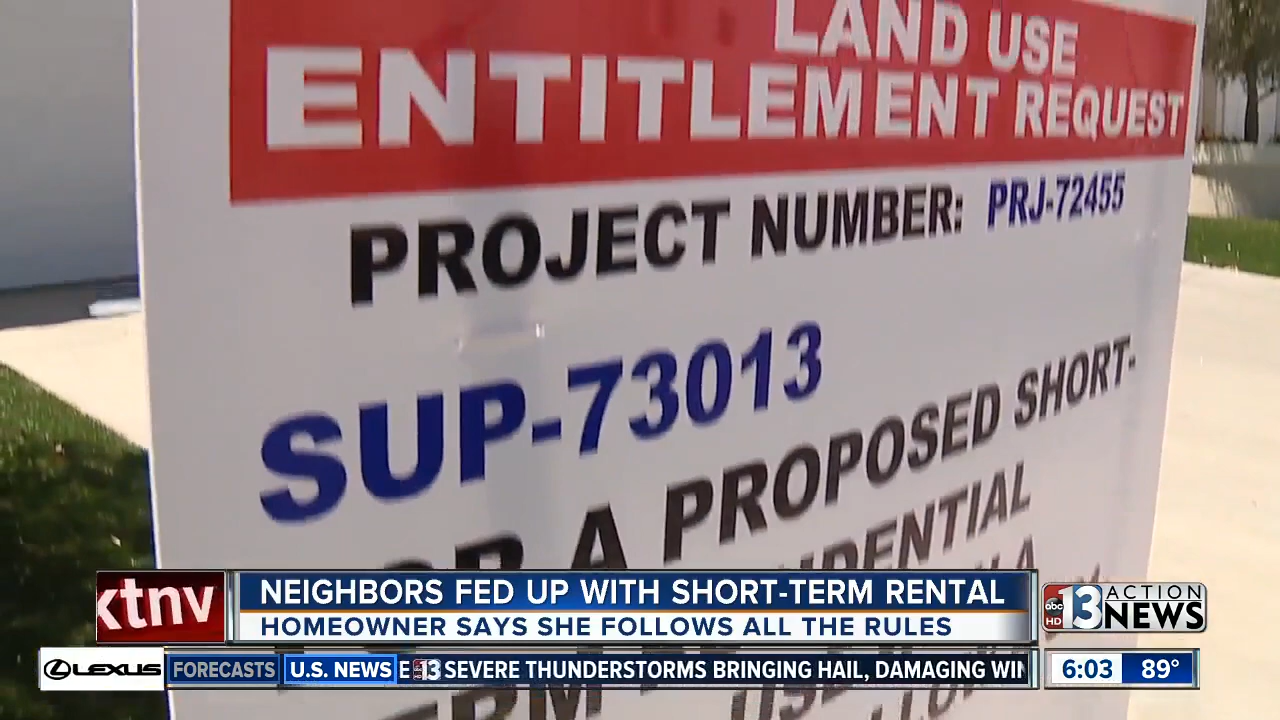 LAND USE
ENTITLEMENT REQUEST
PROJECT NUMBER: PRJ-72455
SUP-73013
A PROPOSED SHORT-
TERM
ktnv
NEIGHBORS FED UP WITH SHORT-TERM RENTAL
HOMEOWNER SAYS SHE FOLLOWS ALL THE RULES
abc HD 13 ACTION NEWS
LEXUS FORECASTS U.S. NEWS E 13 SEVERE THUNDERSTORMS BRINGING HAIL, DAMAGING WIN
6:03 89°